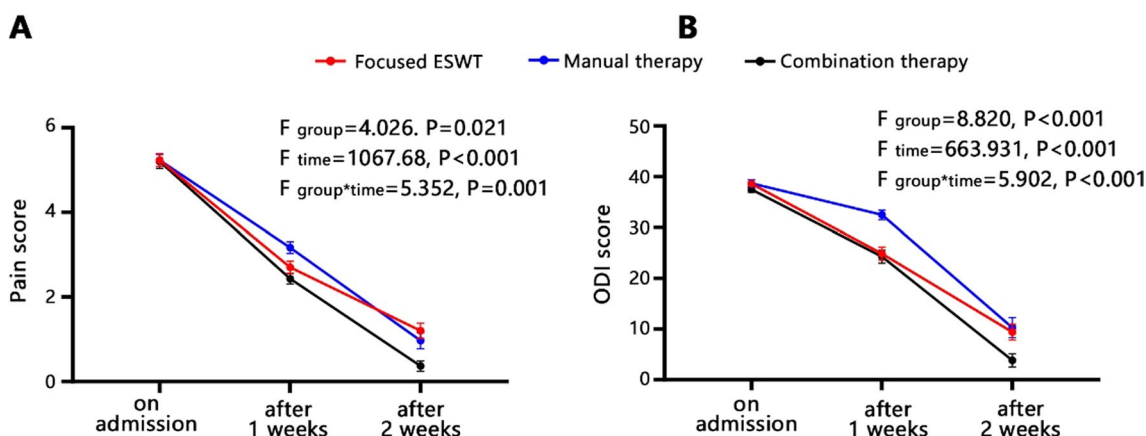 A
B
Focused ESWT Manual therapy Combination therapy
F group=4.026. P=0.021
F time=1067.68, P<0.001
F group*time=5.352, P=0.001
Pain score
6
4
2
0
on admission
after 1 weeks
after 2 weeks
F group=8.820, P<0.001
F time=663.931, P<0.001
F group*time=5.902, P<0.001
ODI score
50
40
30
20
10
0
on admission
after 1 weeks
after 2 weeks